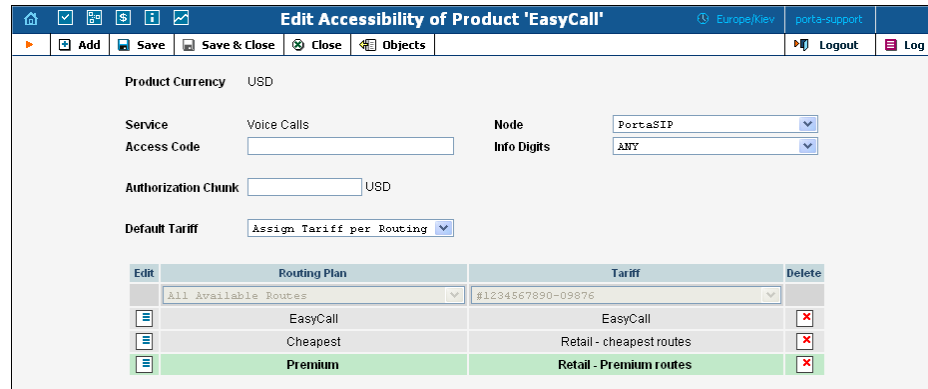 Edit Accessibility of Product 'EasyCall' Europe/Kiev porta-support
Add Save Save & Close Close Objects Logout Log
Product Currency USD
Service Voice Calls Node PortaSIP
Access Code Info Digits ANY
Authorization Chunk USD
Default Tariff Assign Tariff per Routing
Edit Routing Plan Tariff Delete
All Available Routes #1234567890-09876
EasyCall EasyCall
Cheapest Retail - cheapest routes
Premium Retail - Premium routes